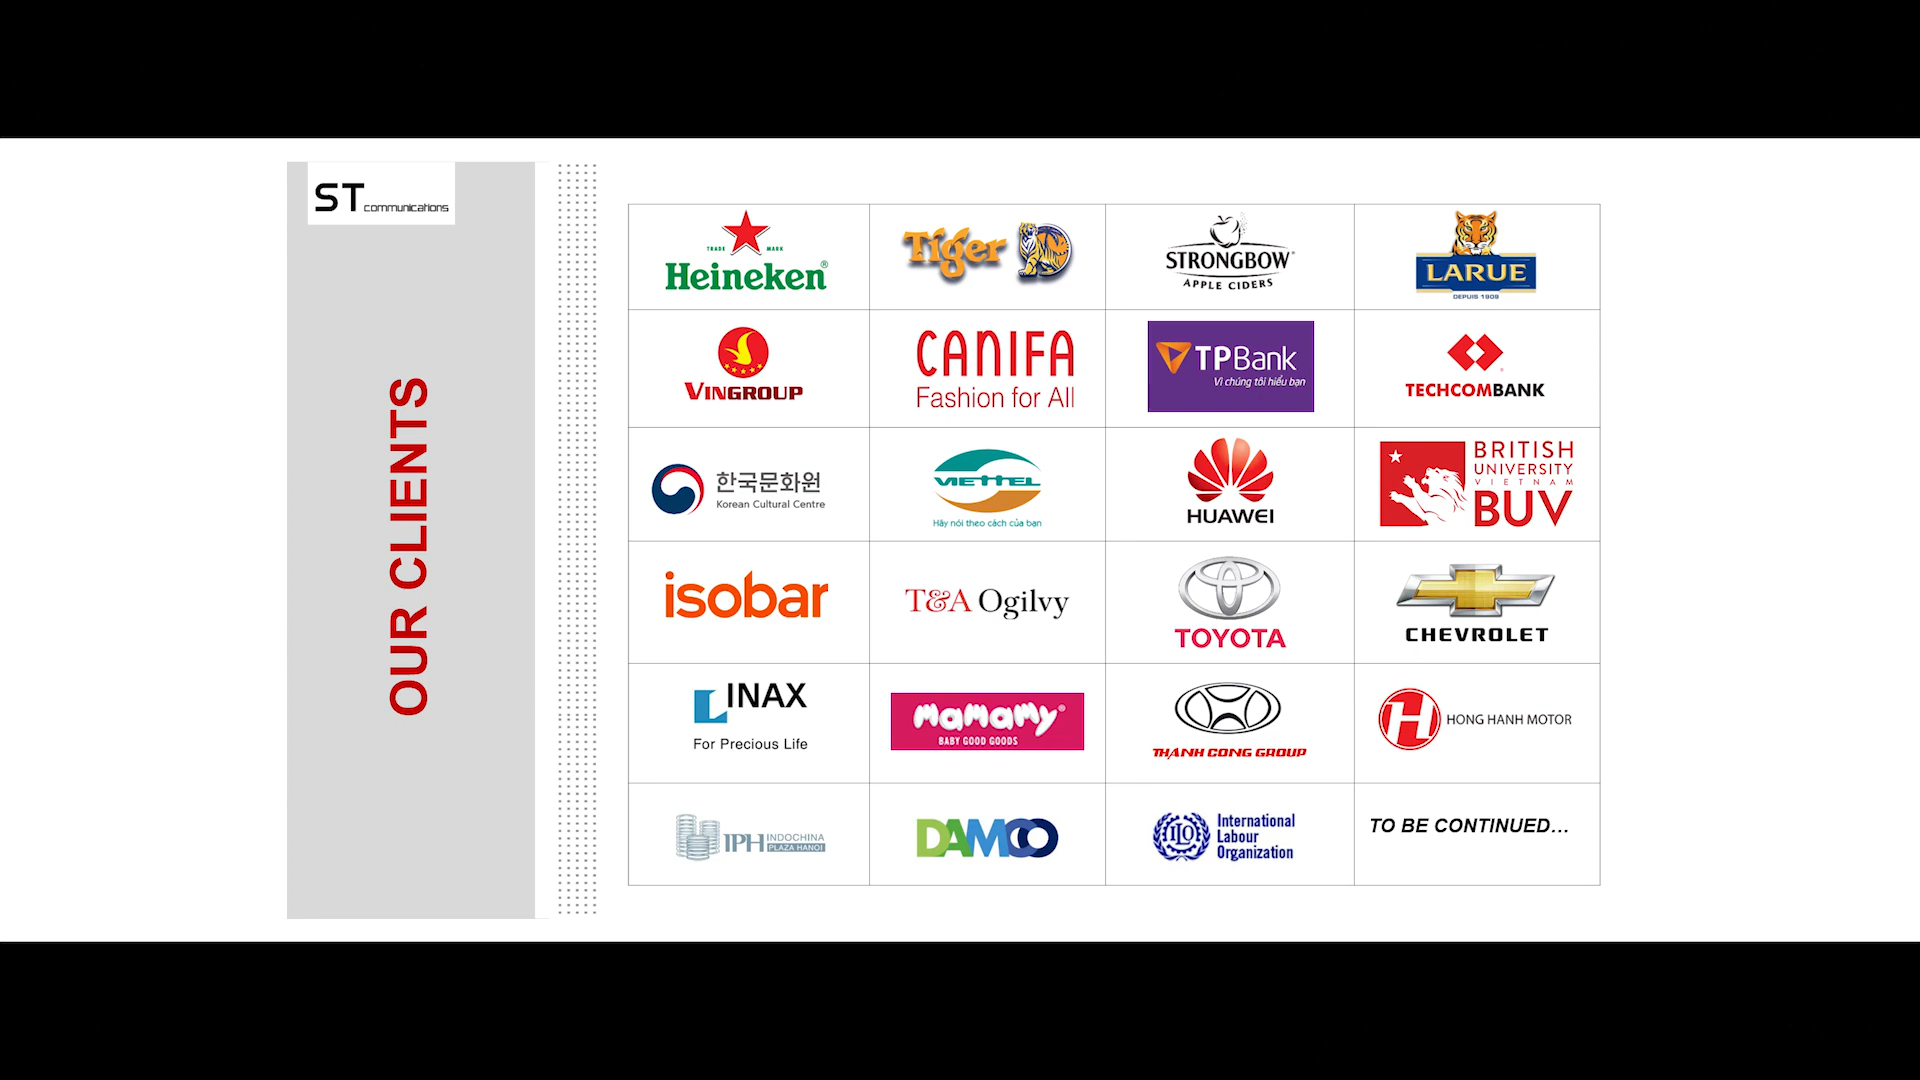 ST communications
OUR CLIENTS
TRADE MARK
Heineken®
Tiger
STRONGBOW
APPLE CIDERS
LARUE
DEPUIS 1909
VINGROUP
CANIFA
Fashion for All
TPBank
Vì chúng tôi hiểu bạn
TECHCOMBANK
한국문화원
Korean Cultural Centre
VIETTEL
Hãy nói theo cách của bạn
HUAWEI
BRITISH
UNIVERSITY
VIETNAM
BUV
isobar
T&A Ogilvy
TOYOTA
CHEVROLET
INAX
For Precious Life
MaMaMy®
BABY GOOD GOODS
THANH CONG GROUP
H HONG HANH MOTOR
IPH INDOCHINA
PLAZA HANOI
DAMCO
ILO
International
Labour
Organization
TO BE CONTINUED...